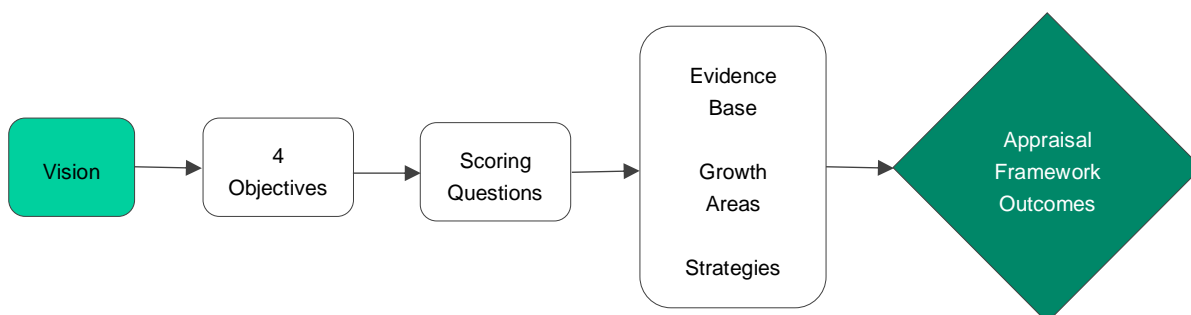 Vision
4
Objectives
Scoring
Questions
Evidence
Base
Growth
Areas
Strategies
Appraisal
Framework
Outcomes